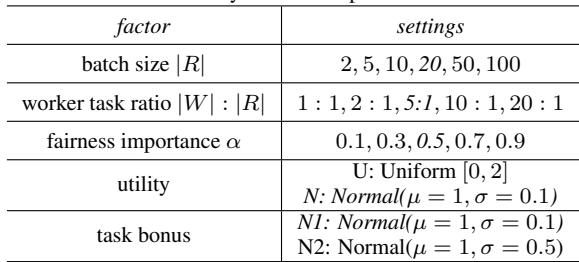 factor settings
batch size |R| 2, 5, 10, 20, 50, 100
worker task ratio |W| : |R| 1 : 1, 2 : 1, 5:1, 10 : 1, 20 : 1
fairness importance α 0.1, 0.3, 0.5, 0.7, 0.9
utility U: Uniform [0, 2]
N: Normal(μ = 1, σ = 0.1)
task bonus N1: Normal(μ = 1, σ = 0.1)
N2: Normal(μ = 1, σ = 0.5)